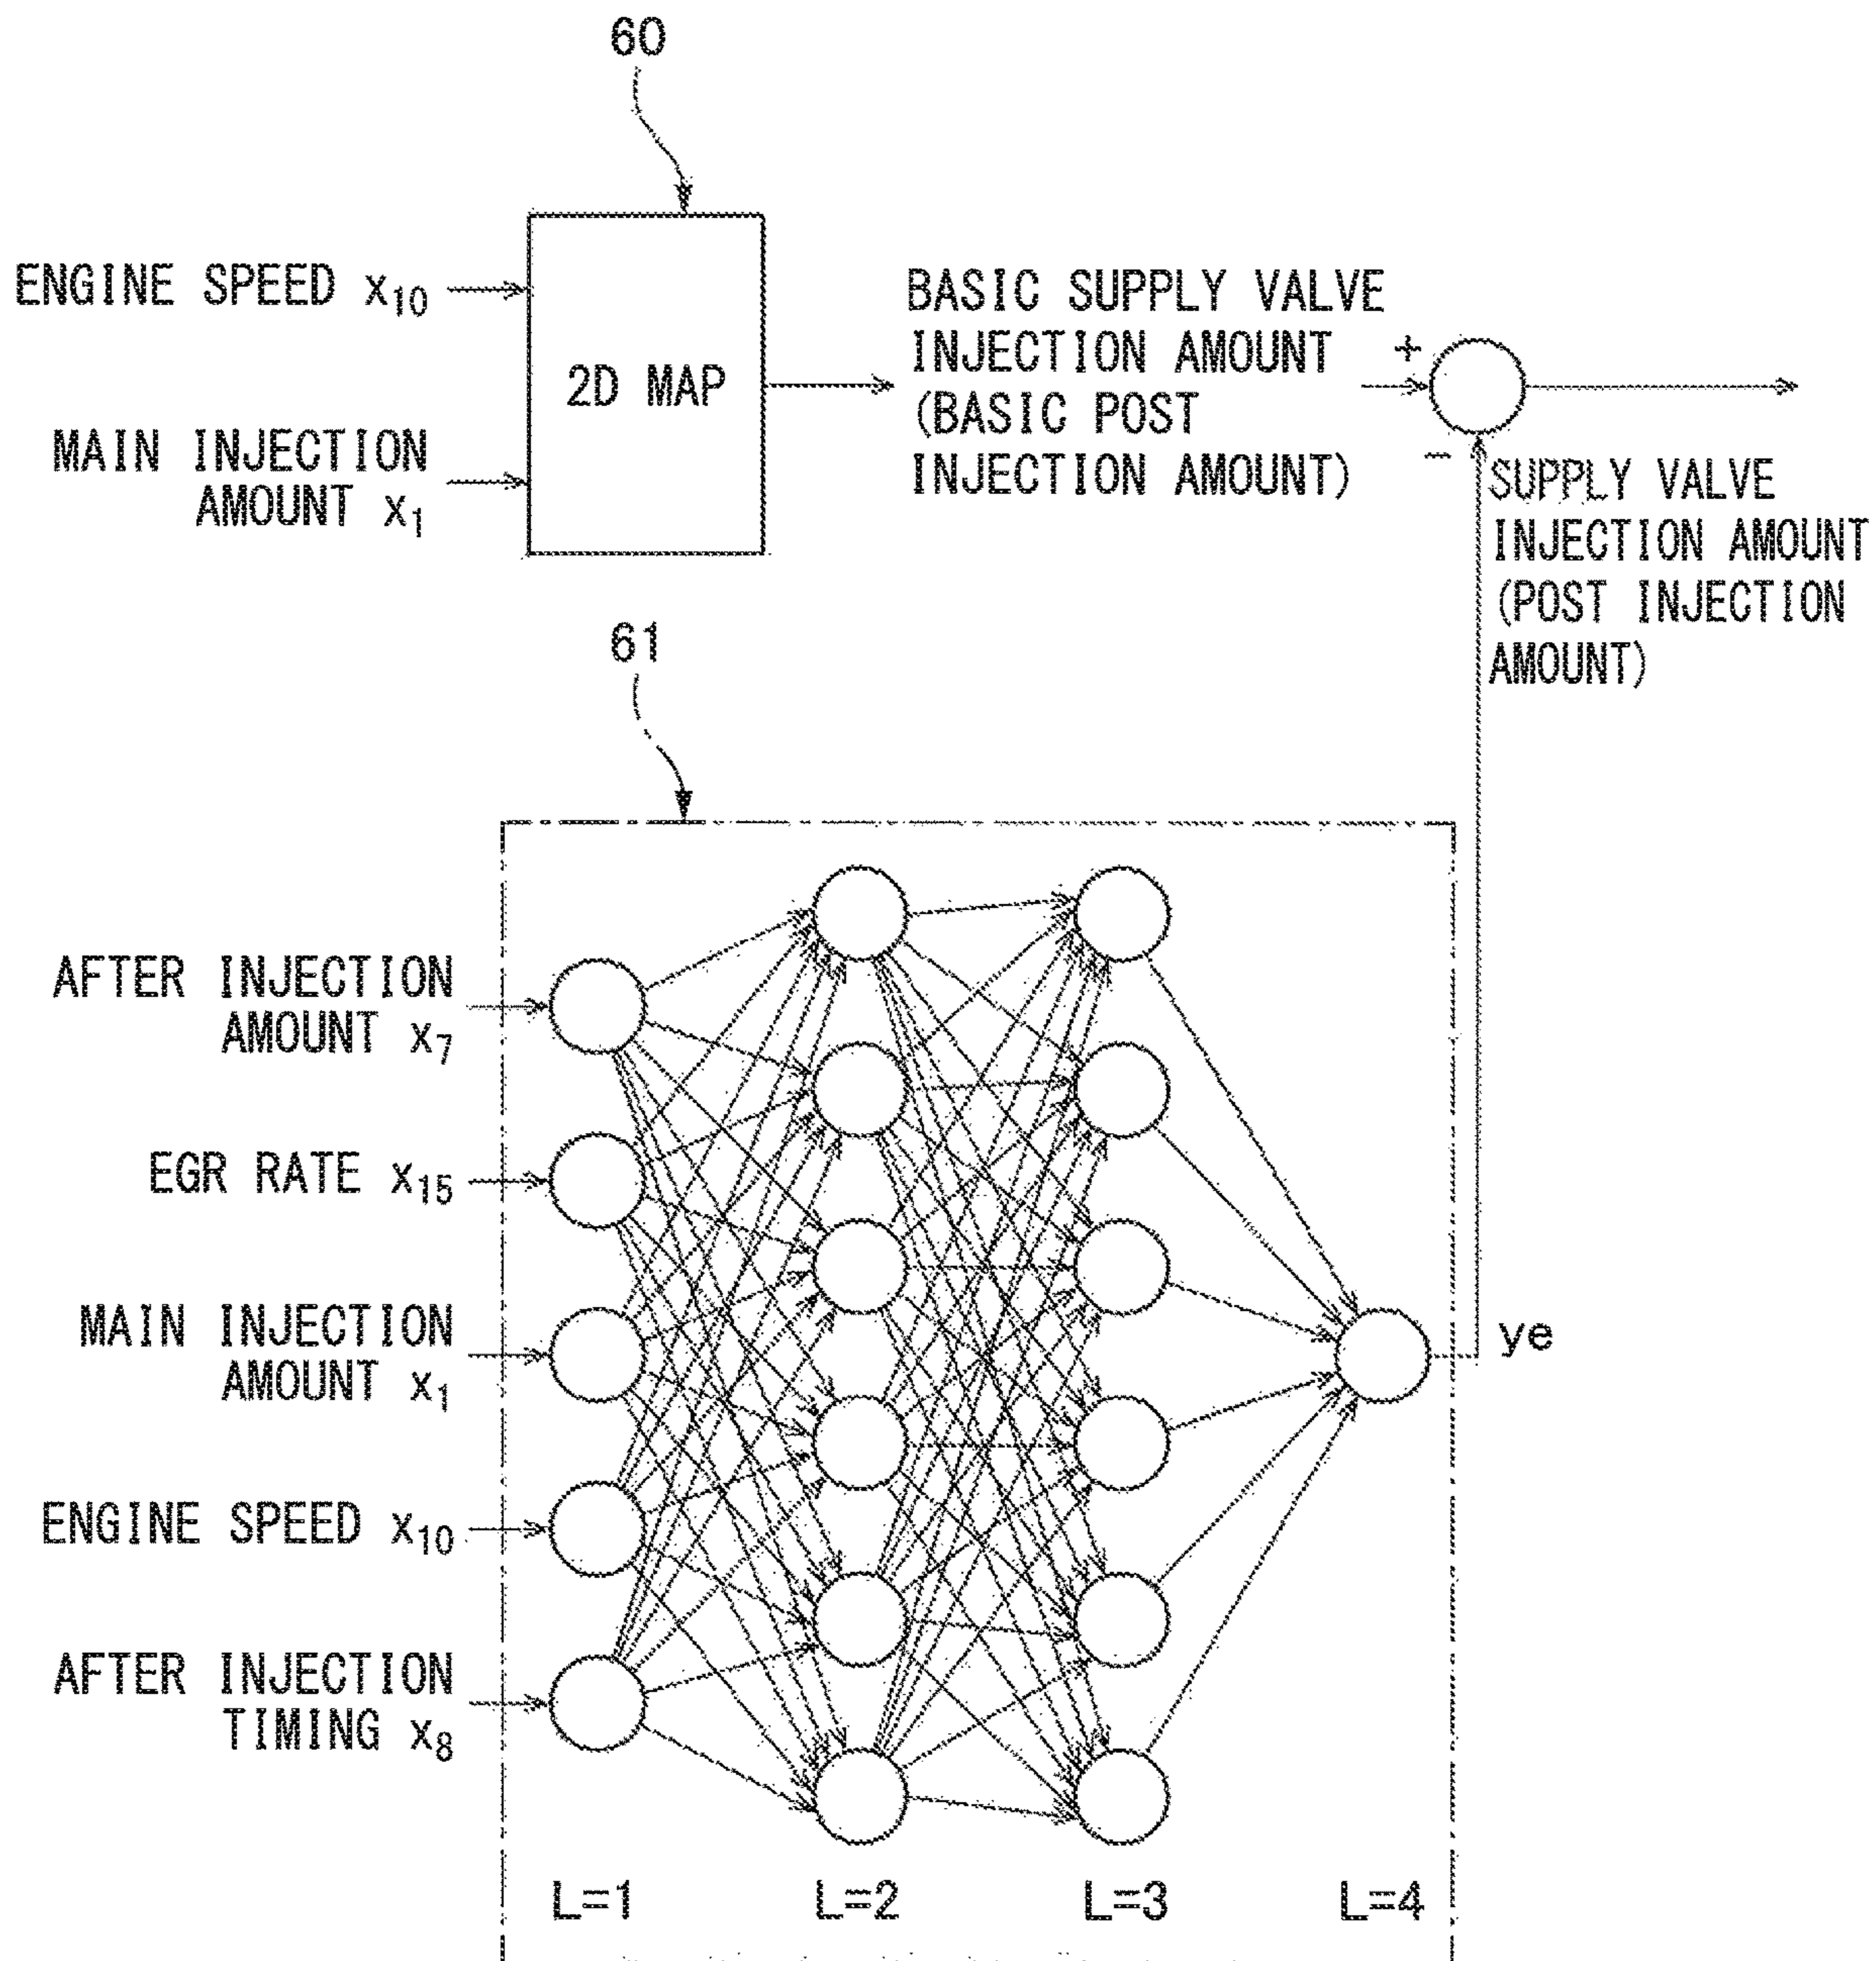 60
ENGINE SPEED x10
MAIN INJECTION
AMOUNT x1
2D MAP
BASIC SUPPLY VALVE
INJECTION AMOUNT
(BASIC POST
INJECTION AMOUNT)
+
−
SUPPLY VALVE
INJECTION AMOUNT
(POST INJECTION
AMOUNT)
61
AFTER INJECTION
AMOUNT x7
EGR RATE x15
MAIN INJECTION
AMOUNT x1
ENGINE SPEED x10
AFTER INJECTION
TIMING x8
ye
L=1 L=2 L=3 L=4